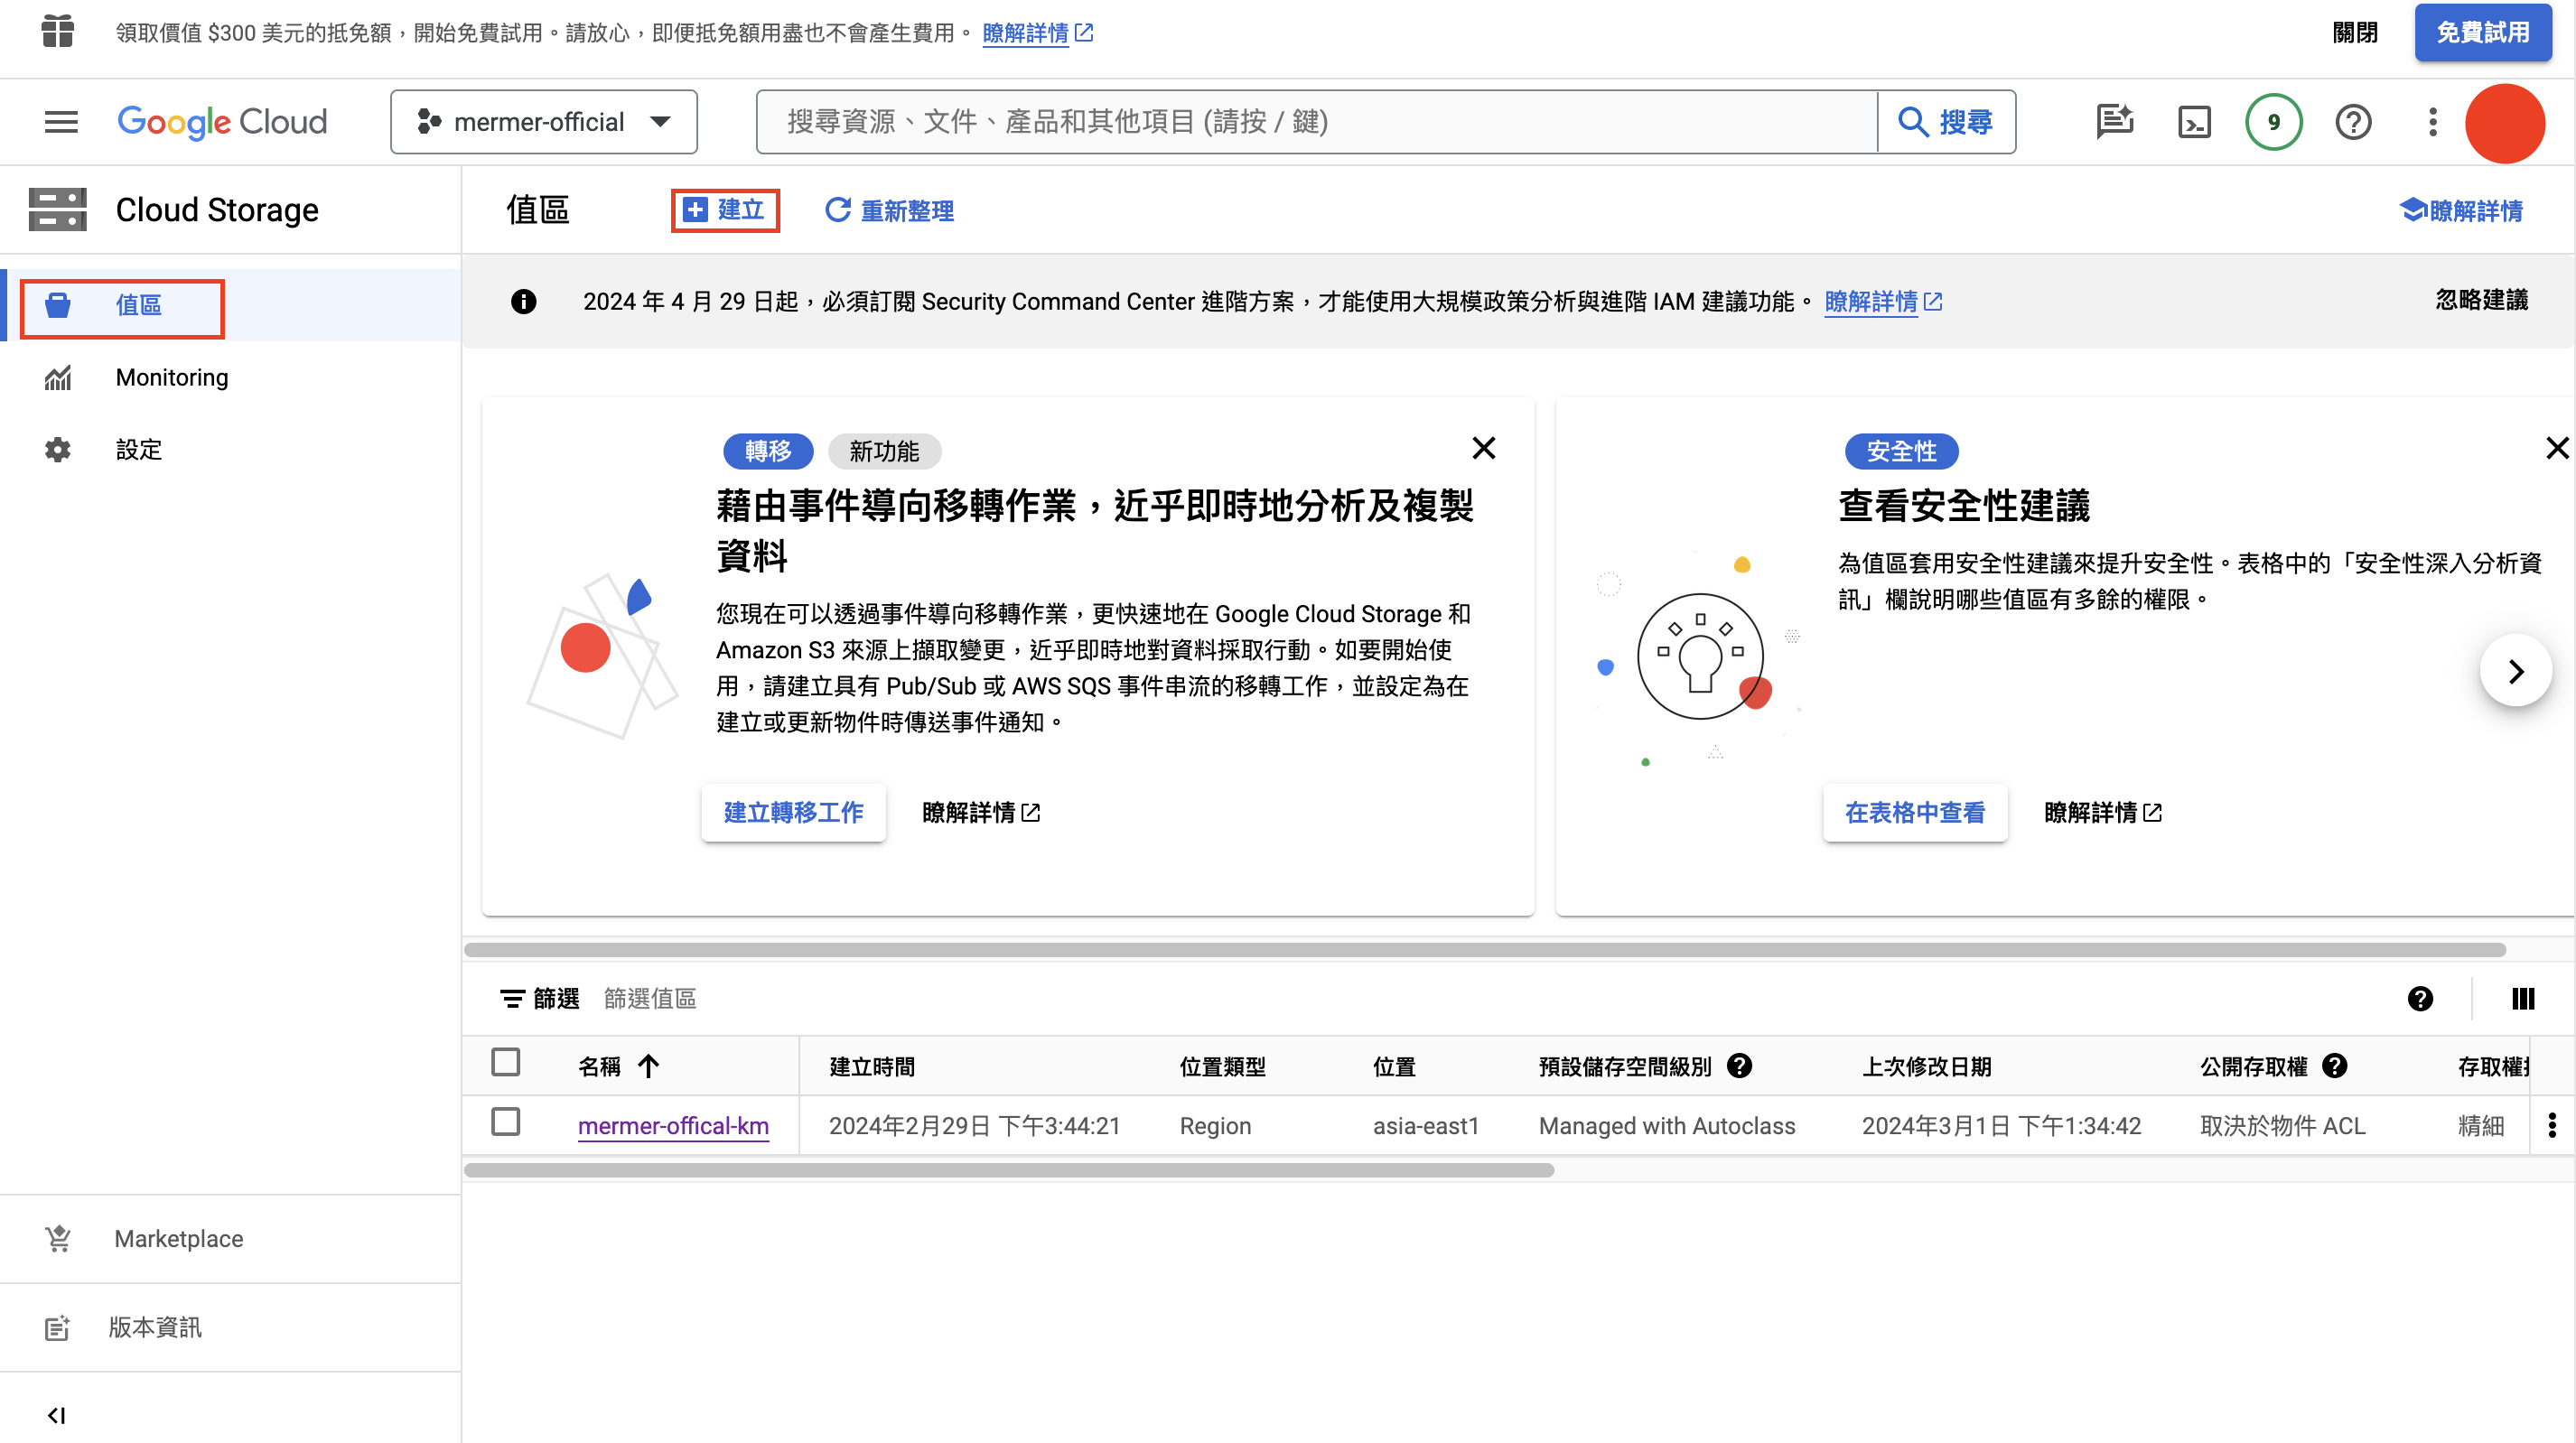 領取價值 $300 美元的抵免額，開始免費試用。請放心，即便抵免額用盡也不會產生費用。 瞭解詳情
關閉
免費試用
Google Cloud
mermer-official
搜尋資源、文件、產品和其他項目 (請按 / 鍵)
搜尋
9
Cloud Storage
值區
建立
重新整理
瞭解詳情
值區
Monitoring
設定
2024 年 4 月 29 日起，必須訂閱 Security Command Center 進階方案，才能使用大規模政策分析與進階 IAM 建議功能。 瞭解詳情
忽略建議
轉移 新功能
藉由事件導向移轉作業，近乎即時地分析及複製
資料
您現在可以透過事件導向移轉作業，更快速地在 Google Cloud Storage 和
Amazon S3 來源上擷取變更，近乎即時地對資料採取行動。如要開始使
用，請建立具有 Pub/Sub 或 AWS SQS 事件串流的移轉工作，並設定為在
建立或更新物件時傳送事件通知。
建立轉移工作 瞭解詳情
安全性
查看安全性建議
為值區套用安全性建議來提升安全性。表格中的「安全性深入分析資
訊」欄說明哪些值區有多餘的權限。
在表格中查看 瞭解詳情
篩選 篩選值區
名稱 建立時間 位置類型 位置 預設儲存空間級別 上次修改日期 公開存取權 存取權
mermer-offical-km 2024年2月29日 下午3:44:21 Region asia-east1 Managed with Autoclass 2024年3月1日 下午1:34:42 取決於物件 ACL 精細
Marketplace
版本資訊